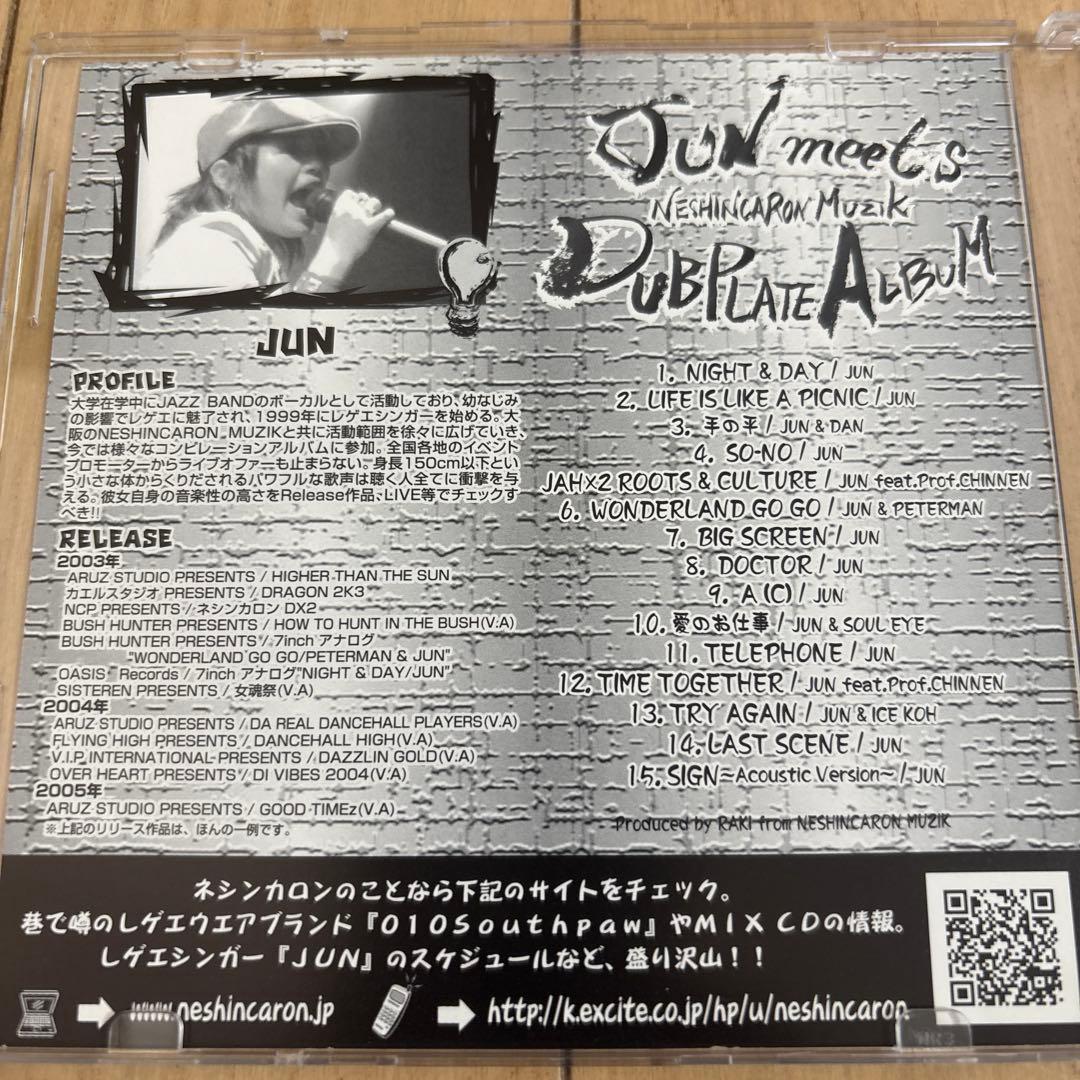 JUN
PROFILE
大学在学中にJAZZ BANDのボーカルとして活動しており、幼なじみ
の影響でレゲエに魅了され、1999年にレゲエシンガーを始める。大
阪のNESHINCARON MUZIKと共に活動範囲を徐々に広げていき、
今では様々なコンピレーションアルバムに参加。全国各地のイベント
プロモーターからライブオファーも止まらない。身長150cm以下とい
う小さな体からくりだされるパワフルな歌声は聴く人全てに衝撃を与
える。彼女自身の音楽性の高さをRelease作品、LIVE等でチェックす
べき!!
RELEASE
2003年
ARUZ STUDIO PRESENTS / HIGHER THAN THE SUN
カエルスタジオ PRESENTS / DRAGON 2K3
NCP PRESENTS / ネシンカロン DX2
BUSH HUNTER PRESENTS / HOW TO HUNT IN THE BUSH(V.A)
BUSH HUNTER PRESENTS / 7inch アナログ
"WONDERLAND GO GO/PETERMAN & JUN"
OASIS Records / 7inch アナログ"NIGHT & DAY/JUN"
SISTEREN PRESENTS / 女魂祭(V.A)
2004年
ARUZ STUDIO PRESENTS / DA REAL DANCEHALL PLAYERS(V.A)
FLYING HIGH PRESENTS / DANCEHALL HIGH(V.A)
V.I.P INTERNATIONAL PRESENTS / DAZZLIN GOLD(V.A)
OVER HEART PRESENTS / DI VIBES 2004(V.A)
2005年
ARUZ STUDIO PRESENTS / GOOD TIMEz(V.A)
※上記のリリース作品は、ほんの一例です。
JUN meets
NESHINCARON MUZIK
DUBPLATE ALBUM
1. NIGHT & DAY / JUN
2. LIFE IS LIKE A PICNIC / JUN
3. 手の平 / JUN & DAN
4. SO-NO / JUN
JAH×2 ROOTS & CULTURE / JUN feat.Prof.CHINNEN
6. WONDERLAND GO GO / JUN & PETERMAN
7. BIG SCREEN / JUN
8. DOCTOR / JUN
9. A (C) / JUN
10. 愛のお仕事 / JUN & SOUL EYE
11. TELEPHONE / JUN
12. TIME TOGETHER / JUN feat.Prof.CHINNEN
13. TRY AGAIN / JUN & ICE KOH
14. LAST SCENE / JUN
15. SIGN~Acoustic Version~ / JUN
Produced by RAKI from NESHINCARON MUZIK
ネシンカロンのことなら下記のサイトをチェック。
巷で噂のレゲエウエアブランド『010Southpaw』やMIX CDの情報。
レゲエシンガー『JUN』のスケジュールなど、盛り沢山!!
www.neshincaron.jp
http://k.excite.co.jp/hp/u/neshincaron